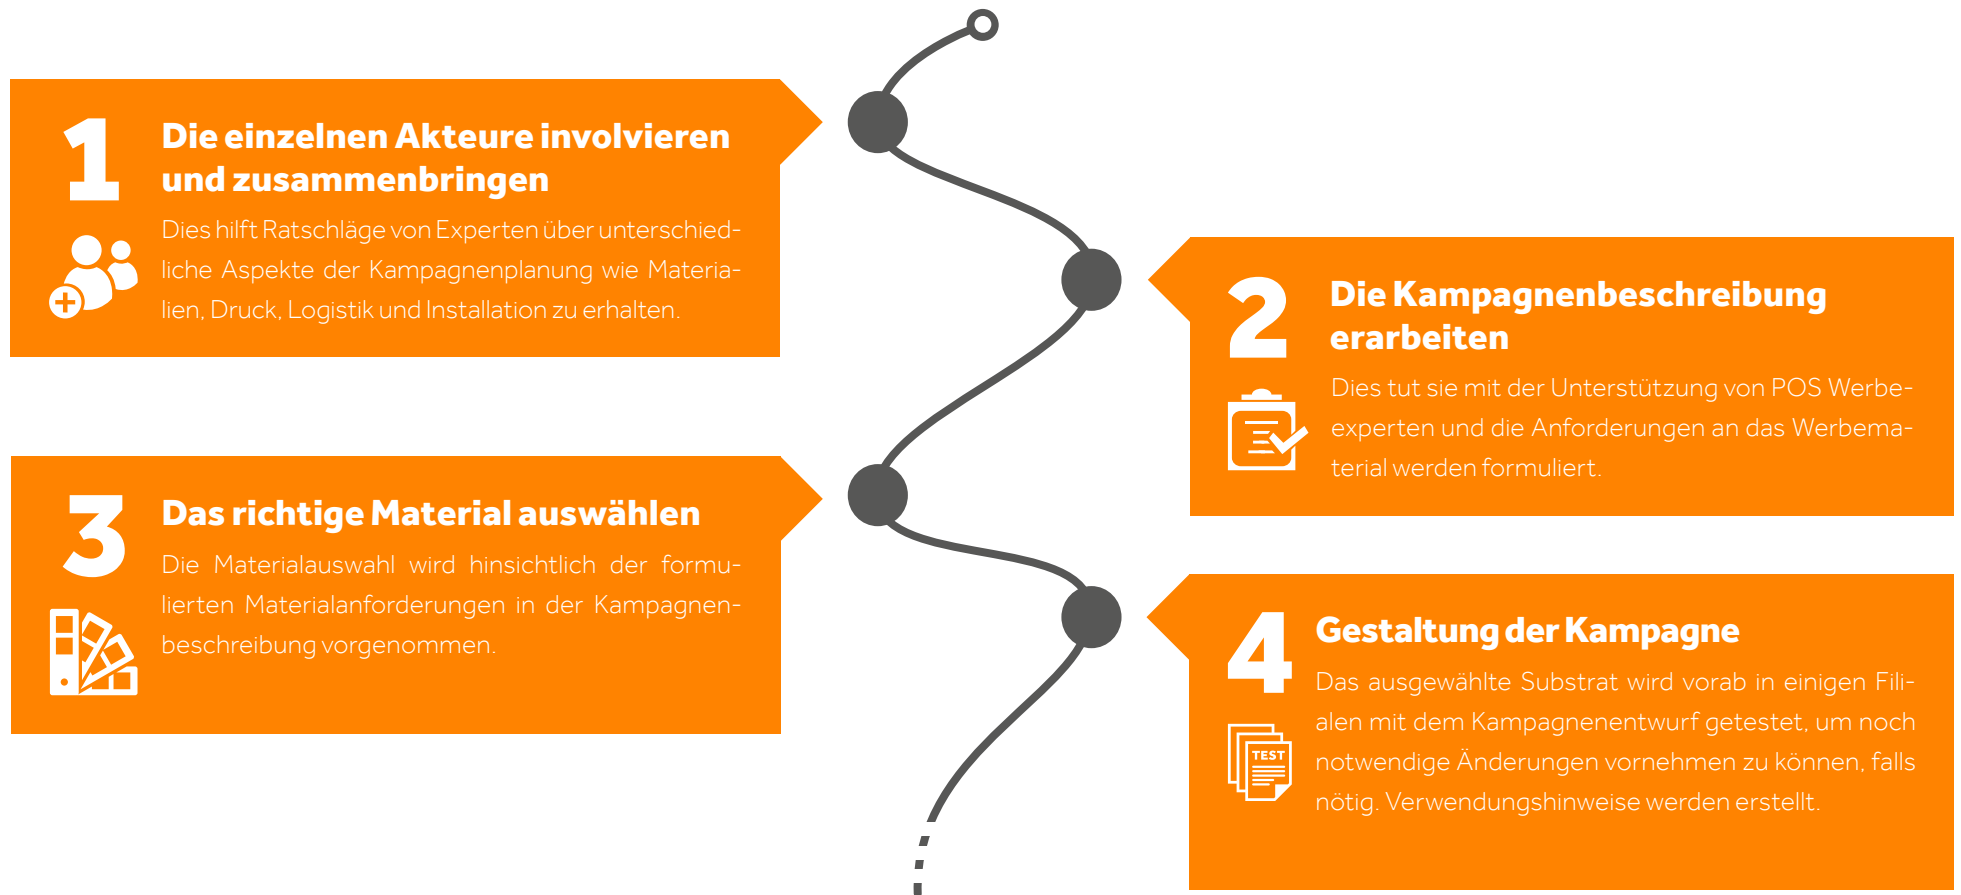 1
Die einzelnen Akteure involvieren
und zusammenbringen
Dies hilft Ratschläge von Experten über unterschied-
liche Aspekte der Kampagnenplanung wie Materia-
lien, Druck, Logistik und Installation zu erhalten.
2
Die Kampagnenbeschreibung
erarbeiten
Dies tut sie mit der Unterstützung von POS Werbe-
experten und die Anforderungen an das Werbema-
terial werden formuliert.
3
Das richtige Material auswählen
Die Materialauswahl wird hinsichtlich der formu-
lierten Materialanforderungen in der Kampagnen-
beschreibung vorgenommen.
4
Gestaltung der Kampagne
Das ausgewählte Substrat wird vorab in einigen Fili-
alen mit dem Kampagnenentwurf getestet, um noch
notwendige Änderungen vornehmen zu können, falls
nötig. Verwendungshinweise werden erstellt.
TEST